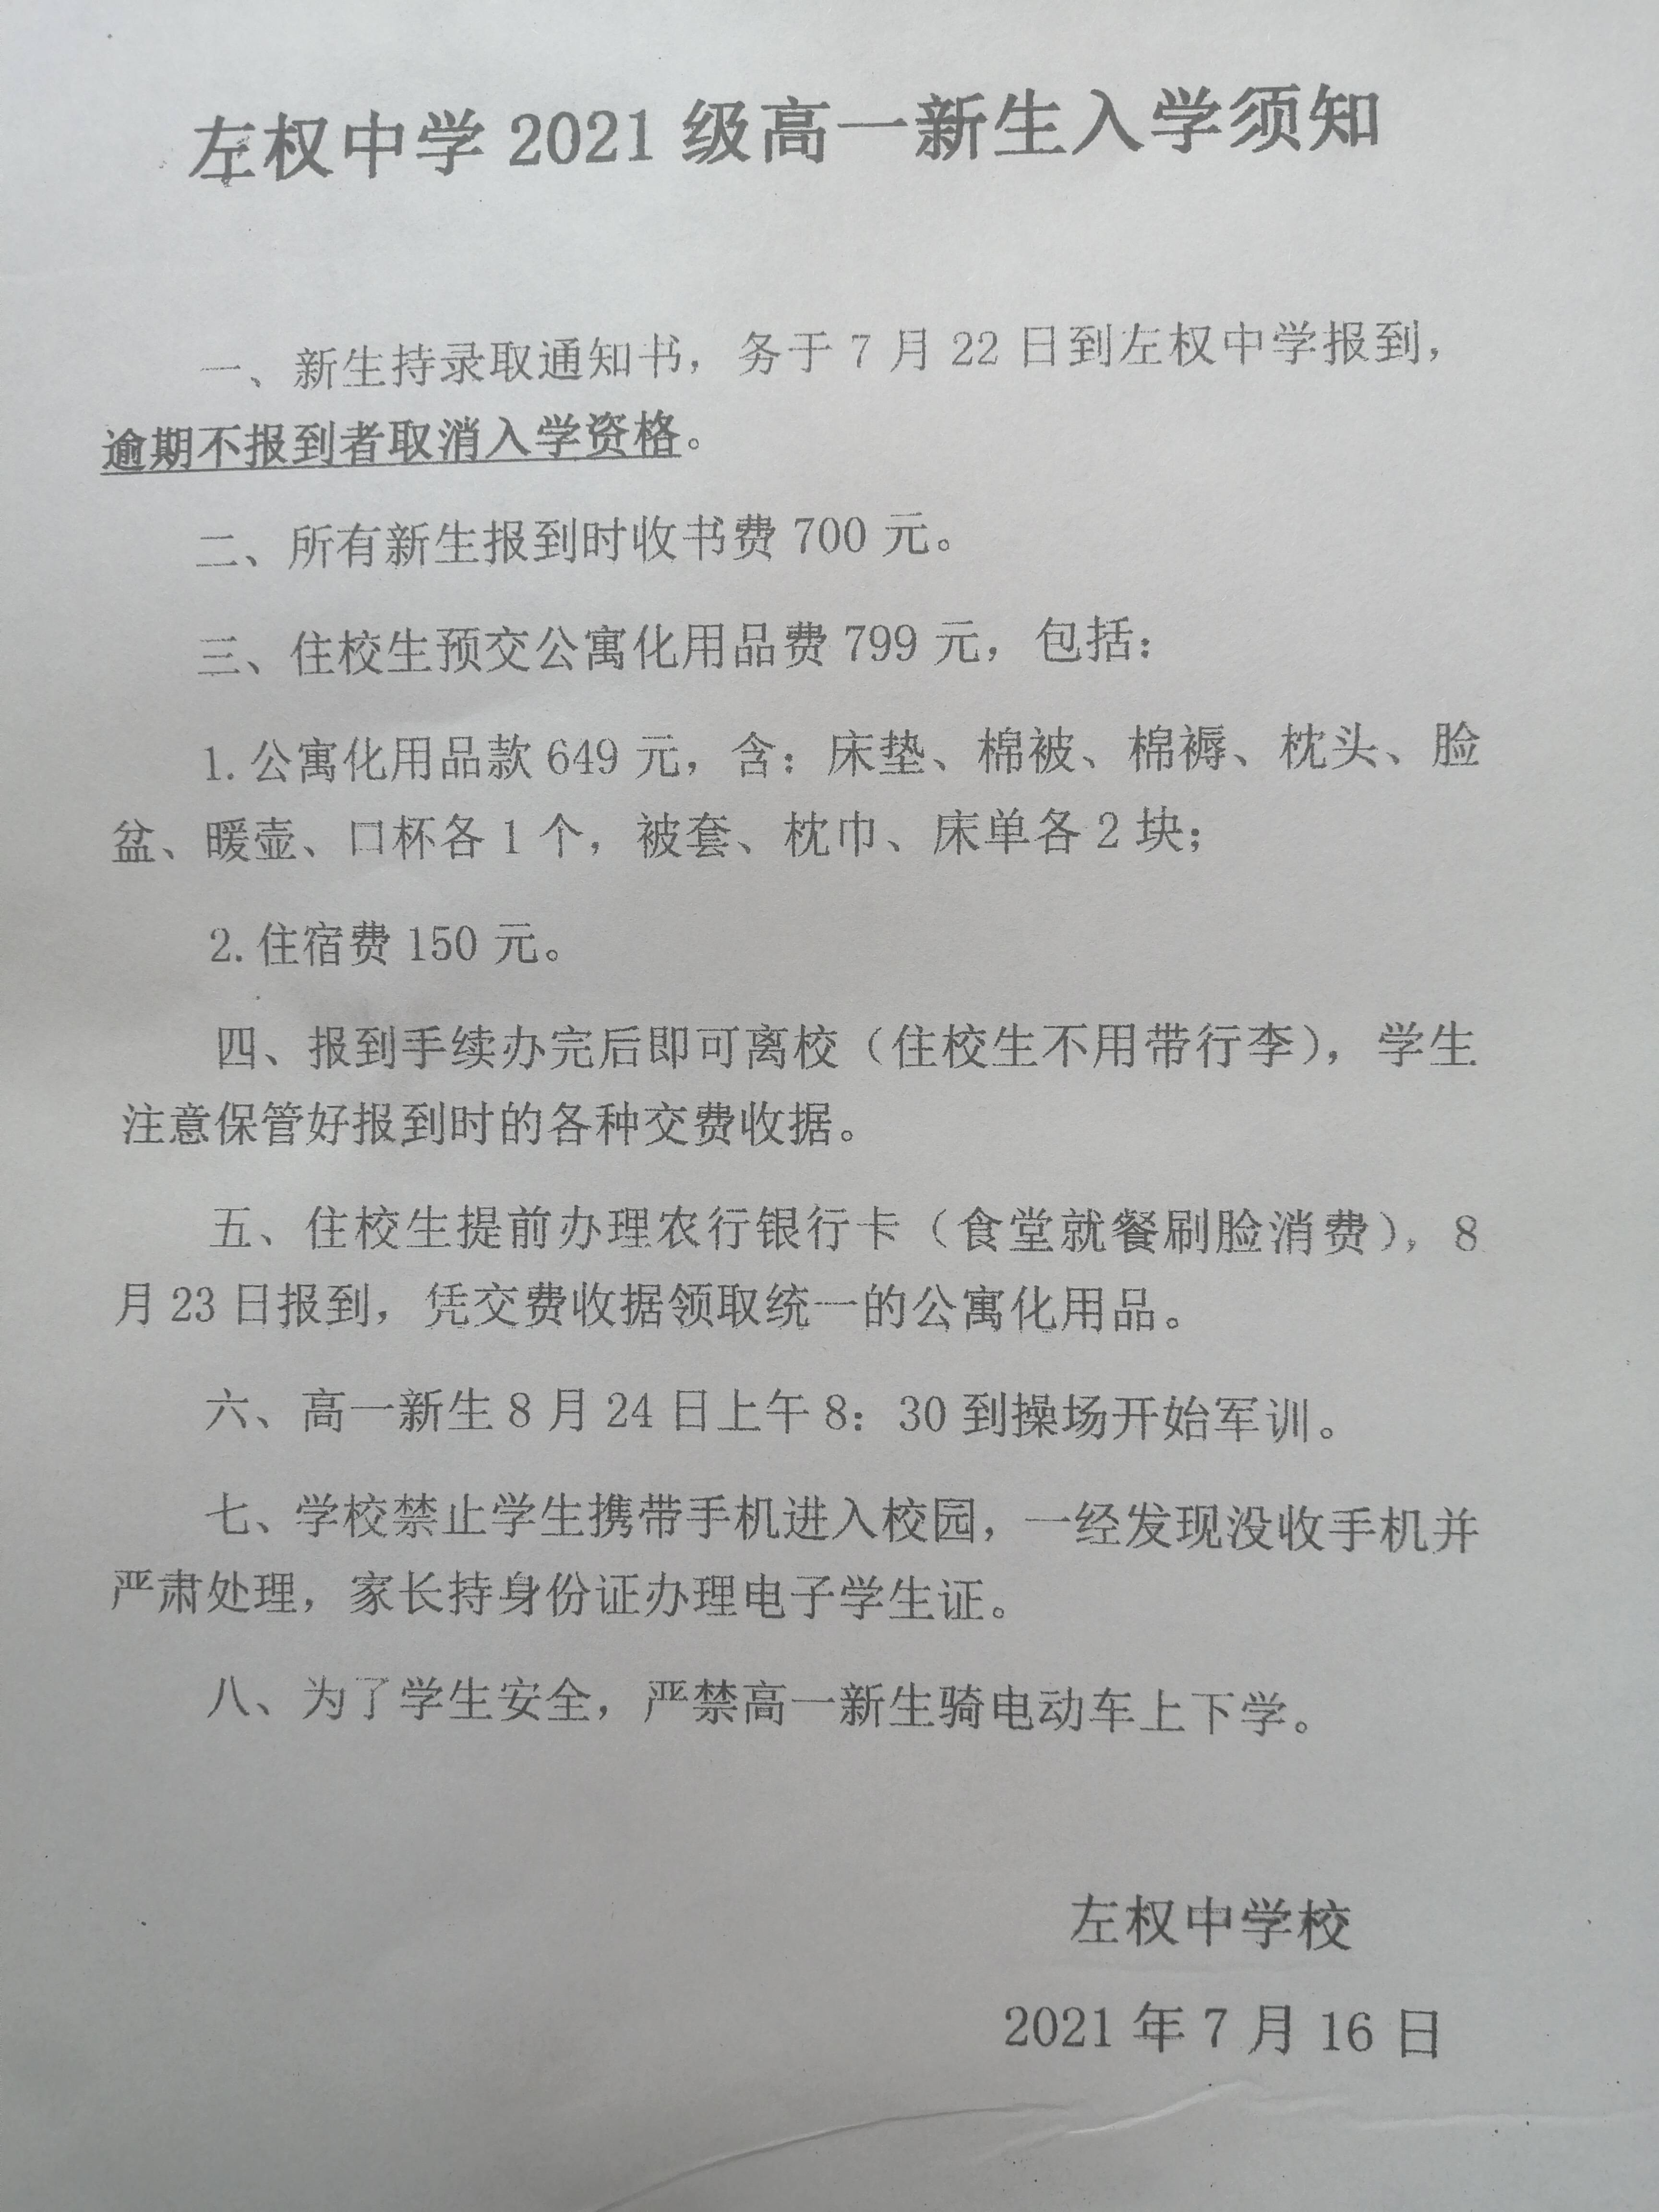 左权中学 2021 级高一新生入学须知
一、新生持录取通知书，务于 7 月 22 日到左权中学报到，
逾期不报到者取消入学资格。
二、所有新生报到时收书费 700 元。
三、住校生预交公寓化用品费 799 元，包括：
1.公寓化用品款 649 元，含：床垫、棉被、棉褥、枕头、脸
盆、暖壶、口杯各 1 个，被套、枕巾、床单各 2 块；
2.住宿费 150 元。
四、报到手续办完后即可离校（住校生不用带行李），学生
注意保管好报到时的各种交费收据。
五、住校生提前办理农行银行卡（食堂就餐刷脸消费），8
月 23 日报到，凭交费收据领取统一的公寓化用品。
六、高一新生 8 月 24 日上午 8：30 到操场开始军训。
七、学校禁止学生携带手机进入校园，一经发现没收手机并
严肃处理，家长持身份证办理电子学生证。
八、为了学生安全，严禁高一新生骑电动车上下学。
左权中学校
2021 年 7 月 16 日